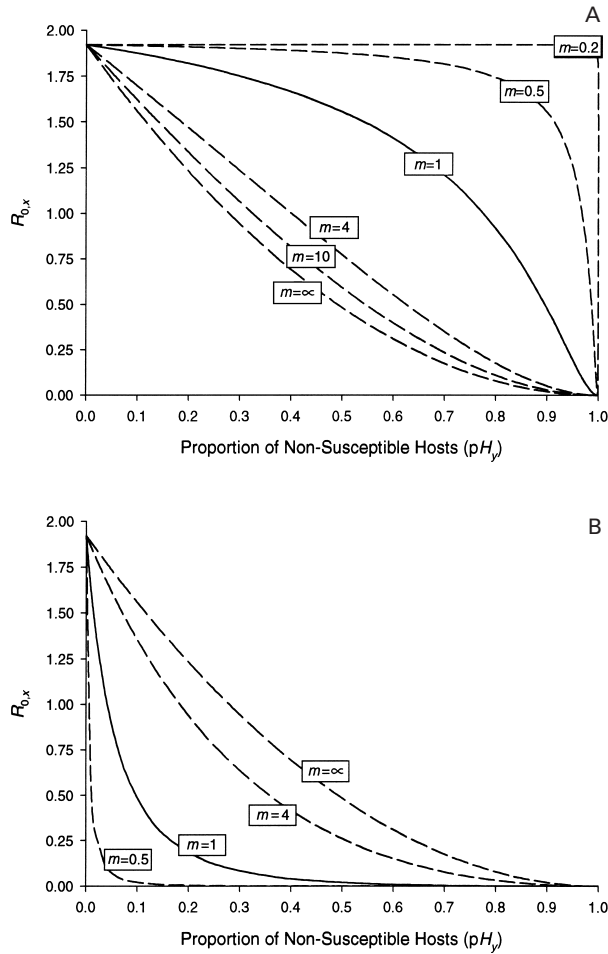 A
2.00
1.75
1.50
1.25
1.00
0.75
0.50
0.25
0.00
R0,x
m=0.2
m=0.5
m=1
m=4
m=10
m=∝
0.0 0.1 0.2 0.3 0.4 0.5 0.6 0.7 0.8 0.9 1.0
Proportion of Non-Susceptible Hosts (pHy)
B
2.00
1.75
1.50
1.25
1.00
0.75
0.50
0.25
0.00
R0,x
m=∝
m=4
m=1
m=0.5
0.0 0.1 0.2 0.3 0.4 0.5 0.6 0.7 0.8 0.9 1.0
Proportion of Non-Susceptible Hosts (pHy)